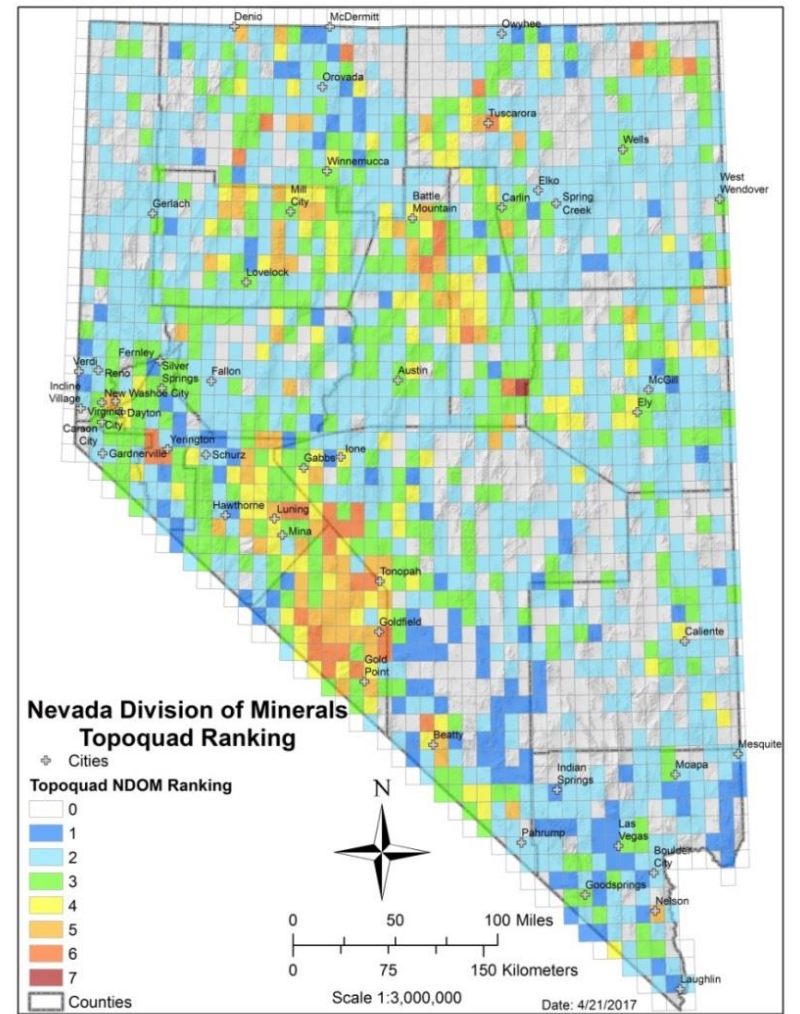 Denio
McDermitt
Owyhee
Orovada
Tuscarora
Wells
Winnemucca
Elko
West
Wendover
Mill
City
Battle
Mountain
Carlin
Spring
Creek
Gerlach
Lovelock
Fernley
Verdi
Reno
Silver
Springs
Fallon
Austin
McGill
Incline
Village
New Washoe City
Virginia
City
Dayton
Ely
Carson
City
Gardnerville
Yerington
Schurz
Gabbs
Ione
Hawthorne
Luning
Mina
Tonopah
Goldfield
Caliente
Gold
Point
Beatty
Mesquite
Indian
Springs
Moapa
Pahrump
Las
Vegas
Boulder
City
Goodsprings
Nelson
Laughlin
Nevada Division of Minerals
Topoquad Ranking
Cities
Topoquad NDOM Ranking
0
1
2
3
4
5
6
7
Counties
N
0 50 100 Miles
0 75 150 Kilometers
Scale 1:3,000,000
Date: 4/21/2017